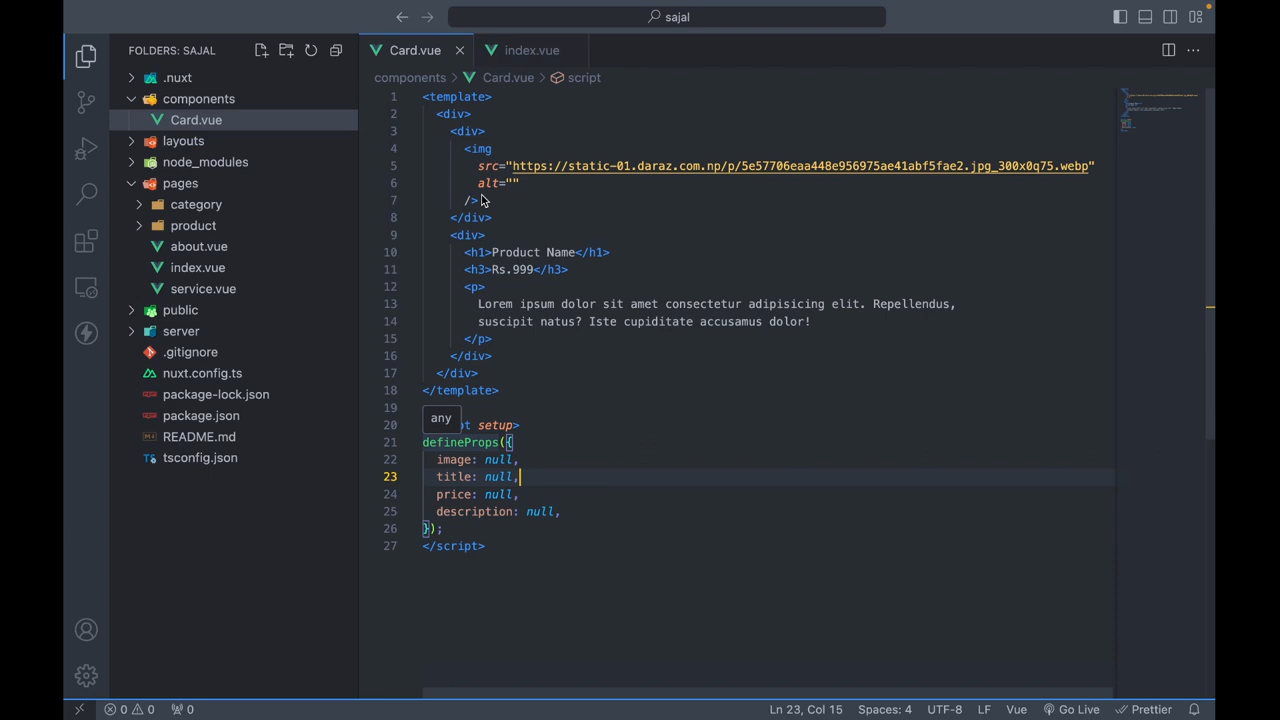 sajal
FOLDERS: SAJAL
.nuxt
components
Card.vue
layouts
node_modules
pages
category
product
about.vue
index.vue
service.vue
public
server
.gitignore
nuxt.config.ts
package-lock.json
package.json
README.md
tsconfig.json
Card.vue
index.vue
components > Card.vue > script
1 <template>
2 <div>
3 <div>
4 <img
5 src="https://static-01.daraz.com.np/p/5e57706eaa448e956975ae41abf5fae2.jpg_300x0q75.webp"
6 alt=""
7 />
8 </div>
9 <div>
10 <h1>Product Name</h1>
11 <h3>Rs.999</h3>
12 <p>
13 Lorem ipsum dolor sit amet consectetur adipisicing elit. Repellendus,
14 suscipit natus? Iste cupiditate accusamus dolor!
15 </p>
16 </div>
17 </div>
18 </template>
19
any
20 pt setup>
21 defineProps({
22 image: null,
23 title: null,
24 price: null,
25 description: null,
26 });
27 </script>
0 0 0
Ln 23, Col 15 Spaces: 4 UTF-8 LF Vue Go Live Prettier